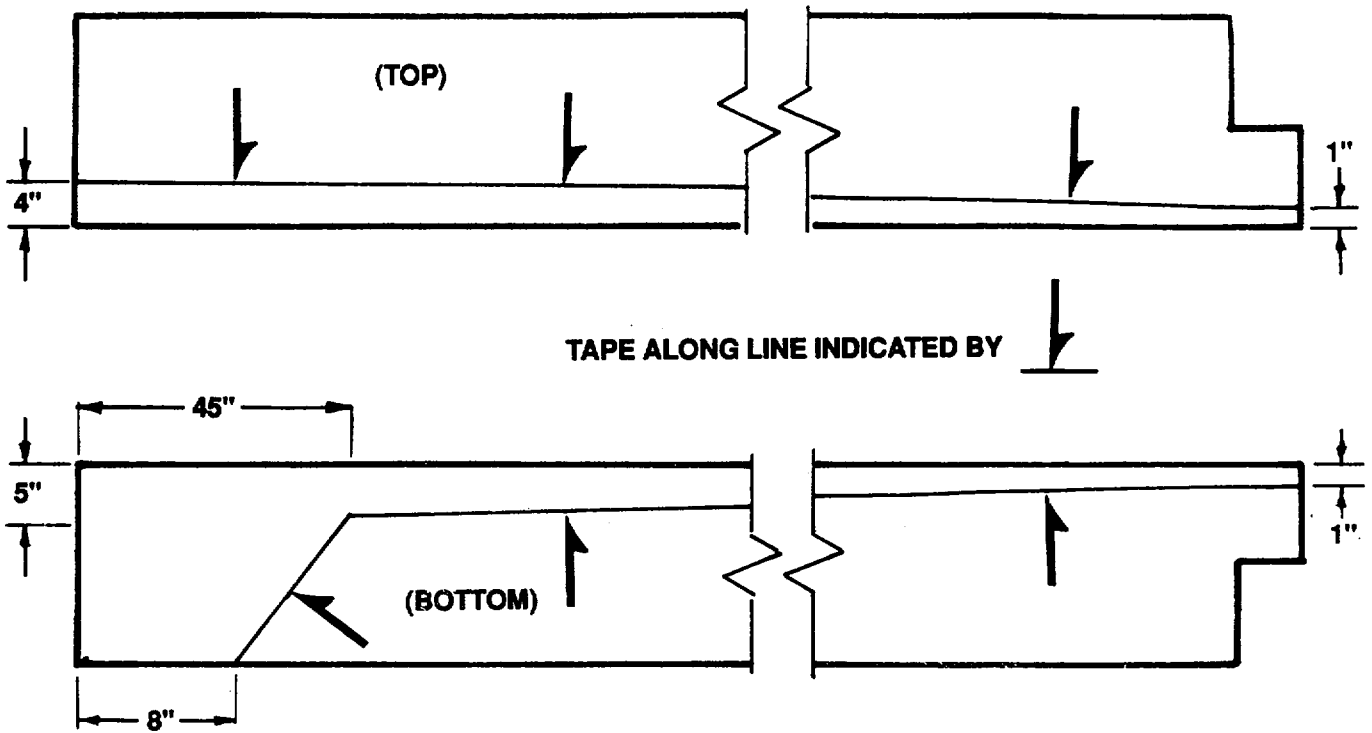 (TOP)
4"
1"
TAPE ALONG LINE INDICATED BY
45"
5"
1"
(BOTTOM)
8"